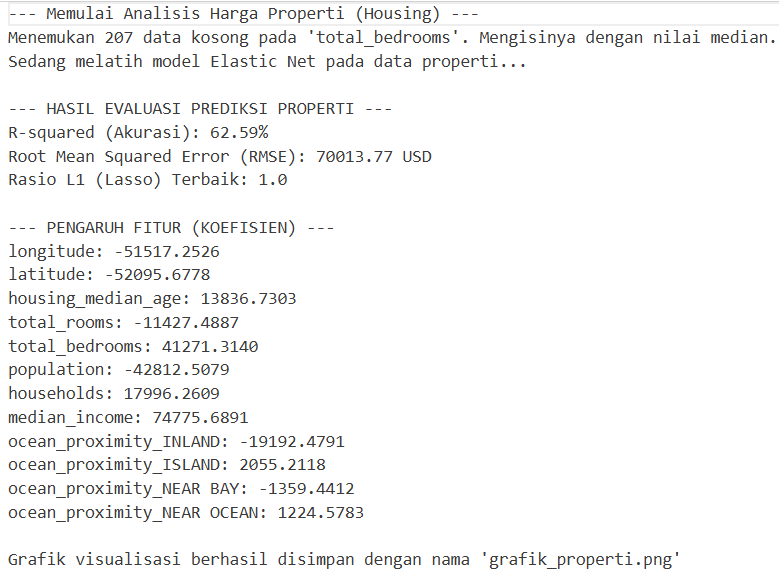 --- Memulai Analisis Harga Properti (Housing) ---
Menemukan 207 data kosong pada 'total_bedrooms'. Mengisinya dengan nilai median.
Sedang melatih model Elastic Net pada data properti...
--- HASIL EVALUASI PREDIKSI PROPERTI ---
R-squared (Akurasi): 62.59%
Root Mean Squared Error (RMSE): 70013.77 USD
Rasio L1 (Lasso) Terbaik: 1.0
--- PENGARUH FITUR (KOEFISIEN) ---
longitude: -51517.2526
latitude: -52095.6778
housing_median_age: 13836.7303
total_rooms: -11427.4887
total_bedrooms: 41271.3140
population: -42812.5079
households: 17996.2609
median_income: 74775.6891
ocean_proximity_INLAND: -19192.4791
ocean_proximity_ISLAND: 2055.2118
ocean_proximity_NEAR BAY: -1359.4412
ocean_proximity_NEAR OCEAN: 1224.5783
Grafik visualisasi berhasil disimpan dengan nama 'grafik_properti.png'